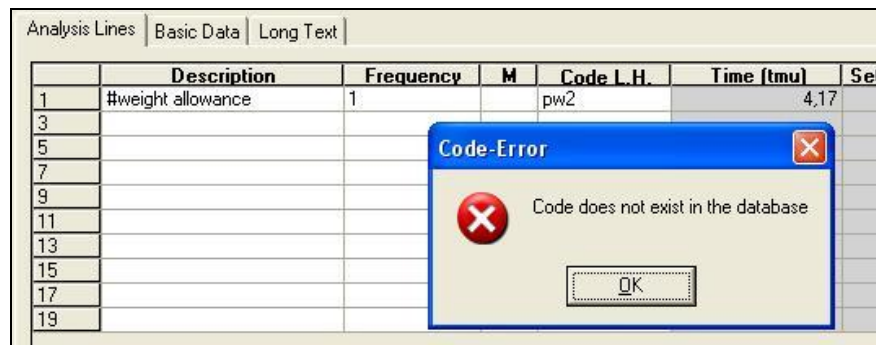 Analysis Lines Basic Data Long Text
Description Frequency M Code L.H. Time (tmu) Se
1 #weight allowance 1 pw2 4,17
3
5
7
9
11
13
15
17
19
Code-Error
Code does not exist in the database
OK